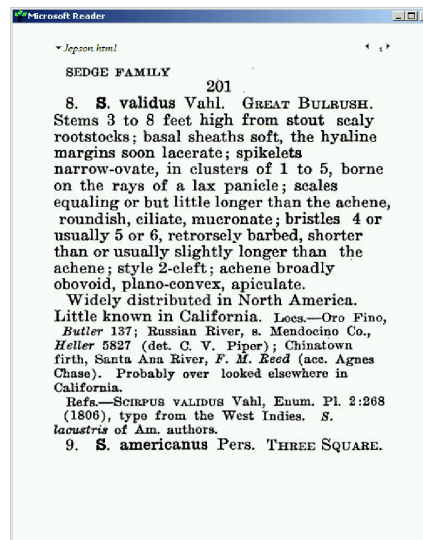 Microsoft Reader
Jepson.html
1
SEDGE FAMILY
201
8. S. validus Vahl. GREAT BULRUSH.
Stems 3 to 8 feet high from stout scaly
rootstocks; basal sheaths soft, the hyaline
margins soon lacerate; spikelets
narrow-ovate, in clusters of 1 to 5, borne
on the rays of a lax panicle; scales
equaling or but little longer than the achene,
roundish, ciliate, mucronate; bristles 4 or
usually 5 or 6, retrorsely barbed, shorter
than or usually slightly longer than the
achene; style 2-cleft; achene broadly
obovoid, plano-convex, apiculate.
Widely distributed in North America.
Little known in California. Locs.—Oro Fino,
Butler 137; Russian River, s. Mendocino Co.,
Heller 5827 (det. C. V. Piper); Chinatown
firth, Santa Ana River, F. M. Reed (acc. Agnes
Chase). Probably over looked elsewhere in
California.
Refs.—SCIRPUS VALIDUS Vahl, Enum. Pl. 2:268
(1806), type from the West Indies. S.
lacustris of Am. authors.
9. S. americanus Pers. THREE SQUARE.